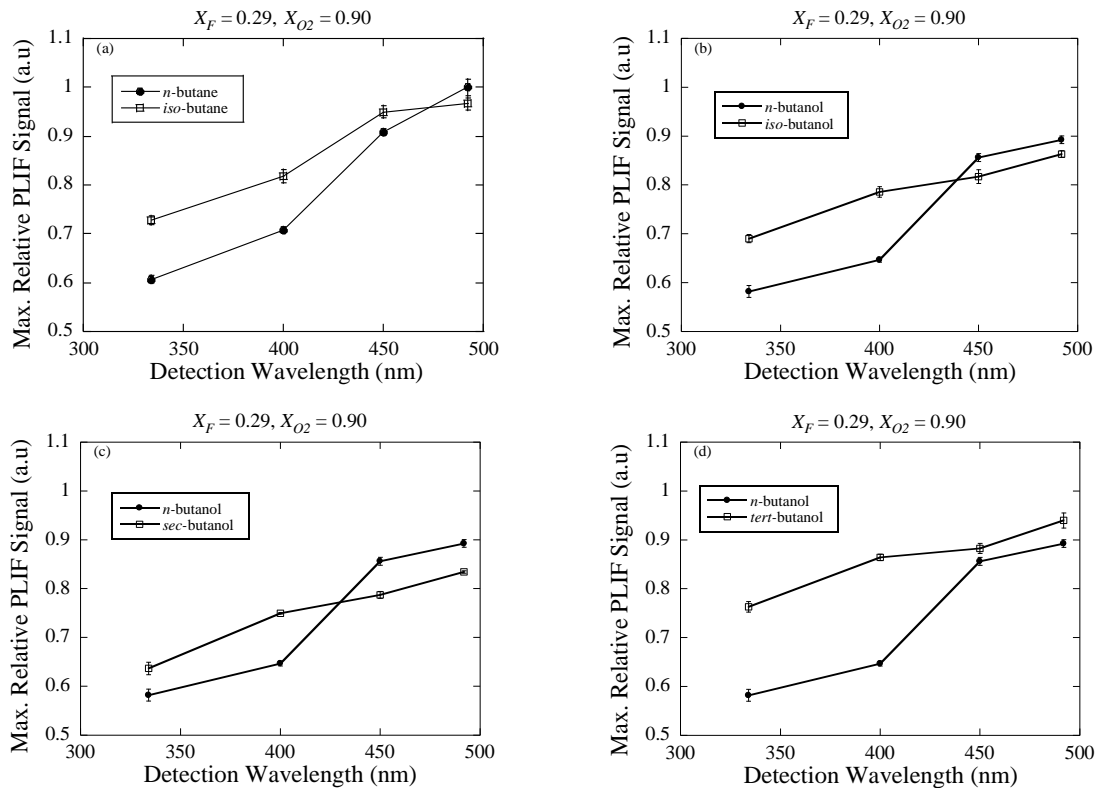 X_F = 0.29, X_O2 = 0.90
(a)
n-butane
iso-butane
Max. Relative PLIF Signal (a.u)
1.1
1
0.9
0.8
0.7
0.6
0.5
300 350 400 450 500
Detection Wavelength (nm)
X_F = 0.29, X_O2 = 0.90
(b)
n-butanol
iso-butanol
Max. Relative PLIF Signal (a.u)
1.1
1
0.9
0.8
0.7
0.6
0.5
300 350 400 450 500
Detection Wavelength (nm)
X_F = 0.29, X_O2 = 0.90
(c)
n-butanol
sec-butanol
Max. Relative PLIF Signal (a.u)
1.1
1
0.9
0.8
0.7
0.6
0.5
300 350 400 450 500
Detection Wavelength (nm)
X_F = 0.29, X_O2 = 0.90
(d)
n-butanol
tert-butanol
Max. Relative PLIF Signal (a.u)
1.1
1
0.9
0.8
0.7
0.6
0.5
300 350 400 450 500
Detection Wavelength (nm)